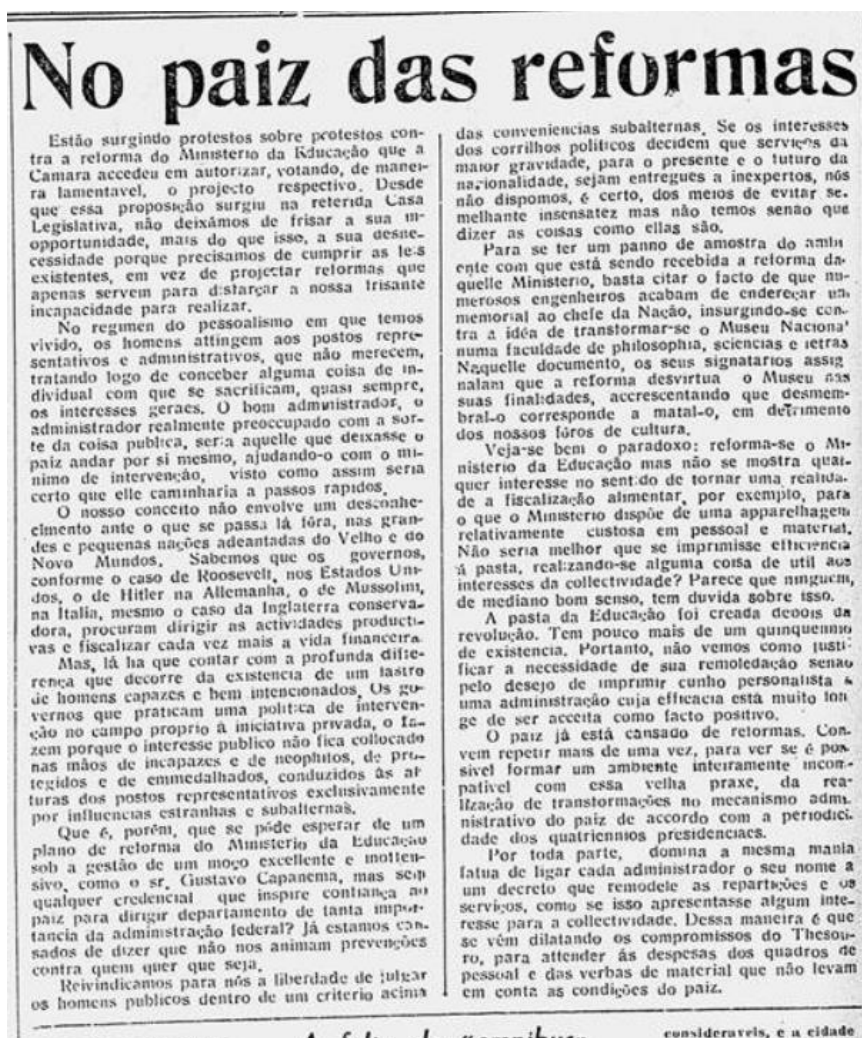 No paiz das reformas
Estão surgindo protestos sobre protestos con-
tra a reforma do Ministerio da Educação que a
Camara accedeu em autorizar, votando, de manei-
ra lamentavel, o projecto respectivo. Desde
que essa proposição surgiu na referida Casa
Legislativa, não deixámos de frisar a sua in-
opportunidade, mais do que isso, a sua desne-
cessidade porque precisamos de cumprir as leis
existentes, em vez de projectar reformas que
apenas servem para disfarçar a nossa frisante
incapacidade para realizar.
No regimen do pessoalismo em que temos
vivido, os homens attingem aos postos repre-
sentativos e administrativos, que não merecem,
tratando logo de conceber alguma coisa de in-
dividual com que se sacrificam, quasi sempre,
os interesses geraes. O bom administrador, o
administrador realmente preoccupado com a sor-
te da coisa publica, seria aquelle que deixasse o
paiz andar por si mesmo, ajudando-o com o mi-
nimo de intervenção, visto como assim seria
certo que elle caminharia a passos rapidos.
O nosso conceito não envolve um desconhe-
cimento ante o que se passa lá fóra, nas gran-
des e pequenas nações adeantadas do Velho e do
Novo Mundos. Sabemos que os governos,
conforme o caso de Roosevelt, nos Estados Uni-
dos, o de Hitler na Allemanha, o de Mussolini,
na Italia, mesmo o caso da Inglaterra conserva-
dora, procuram dirigir as actividades producti-
vas e fiscalizar cada vez mais a vida financeira
Mas, lá ha que contar com a profunda diffe-
rença que decorre da existencia de um lastro
de homens capazes e bem intencionados. Os go-
vernos que praticam uma politica de interven-
ção no campo proprio á iniciativa privada, o fa-
zem porque o interesse publico não fica collocado
nas mãos de incapazes e de neophitos, de pro-
tegidos e de emmedalhados, conduzidos ás al
turas dos postos representativos exclusivamente
por influencias estranhas e subalternas.
Que é, porém, que se póde esperar de um
plano de reforma do Ministerio da Educação
sob a gestão de um moço excellente e inoffen-
sivo, como o sr. Gustavo Capanema, mas sem
qualquer credencial que inspire confiança ao
paiz para dirigir departamento de tanta impor-
tancia da administração federal? Já estamos can-
sados de dizer que não nos animam prevenções
contra quem quer que seja.
Reivindicamos para nós a liberdade de julgar
os homens publicos dentro de um criterio acima
das conveniencias subalternas. Se os interesses
dos corrilhos politicos decidem que serviços da
maior gravidade, para o presente e o futuro da
nacionalidade, sejam entregues a inexpertos, nós
não dispomos, é certo, dos meios de evitar se-
melhante insensatez mas não temos senao que
dizer as coisas como ellas são.
Para se ter um panno de amostra do ambi
ente com que está sendo recebida a reforma da-
quelle Ministerio, basta citar o facto de que nu-
merosos engenheiros acabam de endereçar um
memorial ao chefe da Nação, insurgindo-se con-
tra a idéa de transformar-se o Museu Naciona'
numa faculdade de philosophia, sciencias e letras
Naquelle documento, os seus signatarios assig
nalam que a reforma desvirtua o Museu nas
suas finalidades, accrescentando que desmem-
bral-o corresponde a matal-o, em detrimento
dos nossos fóros de cultura.
Veja-se bem o paradoxo: reforma-se o Mi-
nisterio da Educação mas não se mostra qual-
quer interesse no sentido de tornar uma realida-
de a fiscalização alimentar, por exemplo, para
o que o Ministerio dispõe de uma apparelhagem
relativamente custosa em pessoal e material.
Não seria melhor que se imprimisse efficiencia
á pasta, realizando-se alguma coisa de util aos
interesses da collectividade? Parece que ninguem,
de mediano bom senso, tem duvida sobre isso.
A pasta da Educação foi creada depois da
revolução. Tem pouco mais de um quinquennio
de existencia. Portanto, não vemos como justi-
ficar a necessidade de sua remoledação senao
pelo desejo de imprimir cunho personalista a
uma administração cuja efficacia está muito lon
ge de ser acceita como facto positivo.
O paiz já está cansado de reformas. Con-
vem repetir mais de uma vez, para ver se é pos
sivel formar um ambiente inteiramente incom-
pativel com essa velha praxe, da rea-
lização de transformações no mecanismo admi-
nistrativo do paiz de accordo com a periodici-
dade dos quatriennios presidenciaes.
Por toda parte, domina a mesma mania
fatua de ligar cada administrador o seu nome a
um decreto que remodele as repartições e os
serviços, como se isso apresentasse algum inte-
resse para a collectividade. Dessa maneira é que
se vêm dilatando os compromissos do Thesou-
ro, para attender ás despesas dos quadros de
pessoal e das verbas de material que não levam
em conta as condições do paiz.
consideraveis, e a cidade